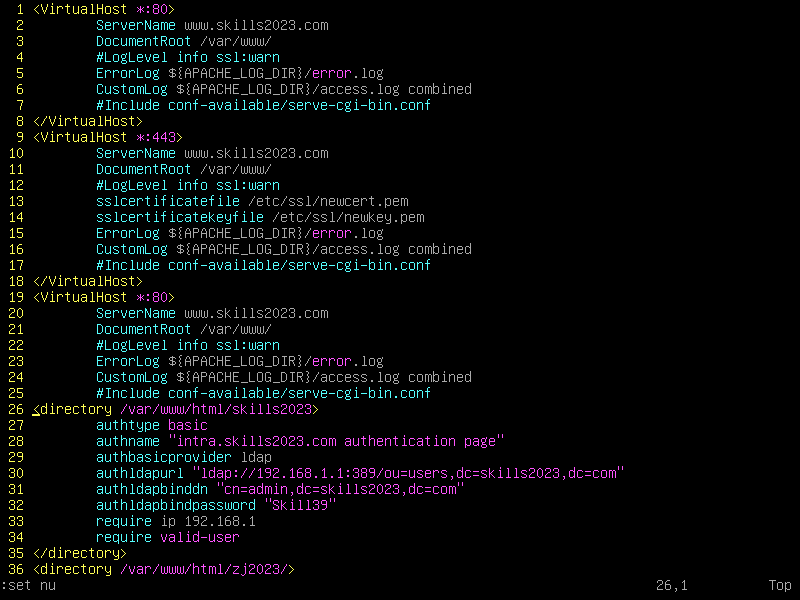 1 <VirtualHost *:80>
2 ServerName www.skills2023.com
3 DocumentRoot /var/www/
4 #LogLevel info ssl:warn
5 ErrorLog ${APACHE_LOG_DIR}/error.log
6 CustomLog ${APACHE_LOG_DIR}/access.log combined
7 #Include conf-available/serve-cgi-bin.conf
8 </VirtualHost>
9 <VirtualHost *:443>
10 ServerName www.skills2023.com
11 DocumentRoot /var/www/
12 #LogLevel info ssl:warn
13 sslcertificatefile /etc/ssl/newcert.pem
14 sslcertificatekeyfile /etc/ssl/newkey.pem
15 ErrorLog ${APACHE_LOG_DIR}/error.log
16 CustomLog ${APACHE_LOG_DIR}/access.log combined
17 #Include conf-available/serve-cgi-bin.conf
18 </VirtualHost>
19 <VirtualHost *:80>
20 ServerName www.skills2023.com
21 DocumentRoot /var/www/
22 #LogLevel info ssl:warn
23 ErrorLog ${APACHE_LOG_DIR}/error.log
24 CustomLog ${APACHE_LOG_DIR}/access.log combined
25 #Include conf-available/serve-cgi-bin.conf
26 <directory /var/www/html/skills2023>
27 authtype basic
28 authname "intra.skills2023.com authentication page"
29 authbasicprovider ldap
30 authldapurl "ldap://192.168.1.1:389/ou=users,dc=skills2023,dc=com"
31 authldapbinddn "cn=admin,dc=skills2023,dc=com"
32 authldapbindpassword "Skill39"
33 require ip 192.168.1
34 require valid-user
35 </directory>
36 <directory /var/www/html/zj2023/>
:set nu 26,1 Top